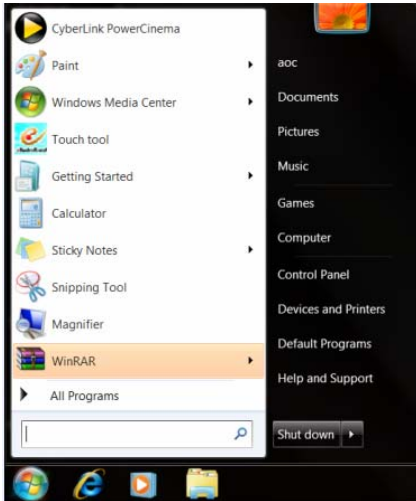 CyberLink PowerCinema
Paint
Windows Media Center
Touch tool
Getting Started
Calculator
Sticky Notes
Snipping Tool
Magnifier
WinRAR
All Programs
aoc
Documents
Pictures
Music
Games
Computer
Control Panel
Devices and Printers
Default Programs
Help and Support
Shut down